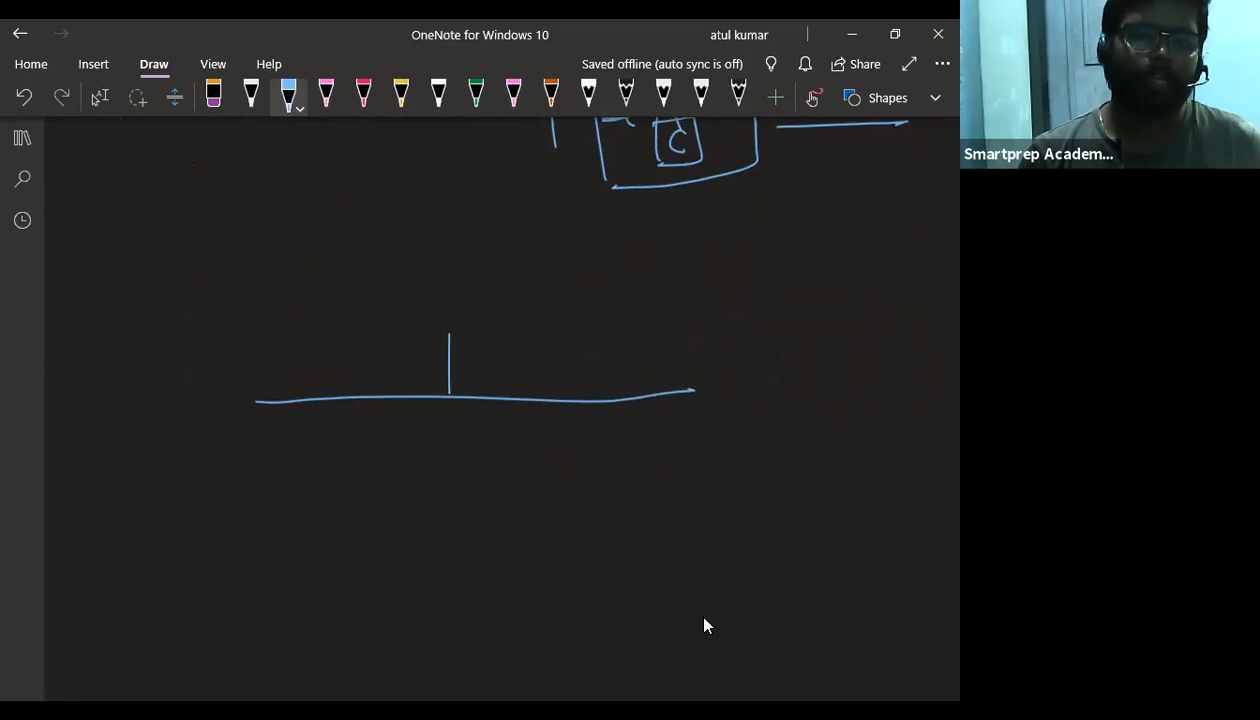 OneNote for Windows 10
atul kumar
Home
Insert
Draw
View
Help
Saved offline (auto sync is off)
Share
Shapes
C
Smartprep Academ...